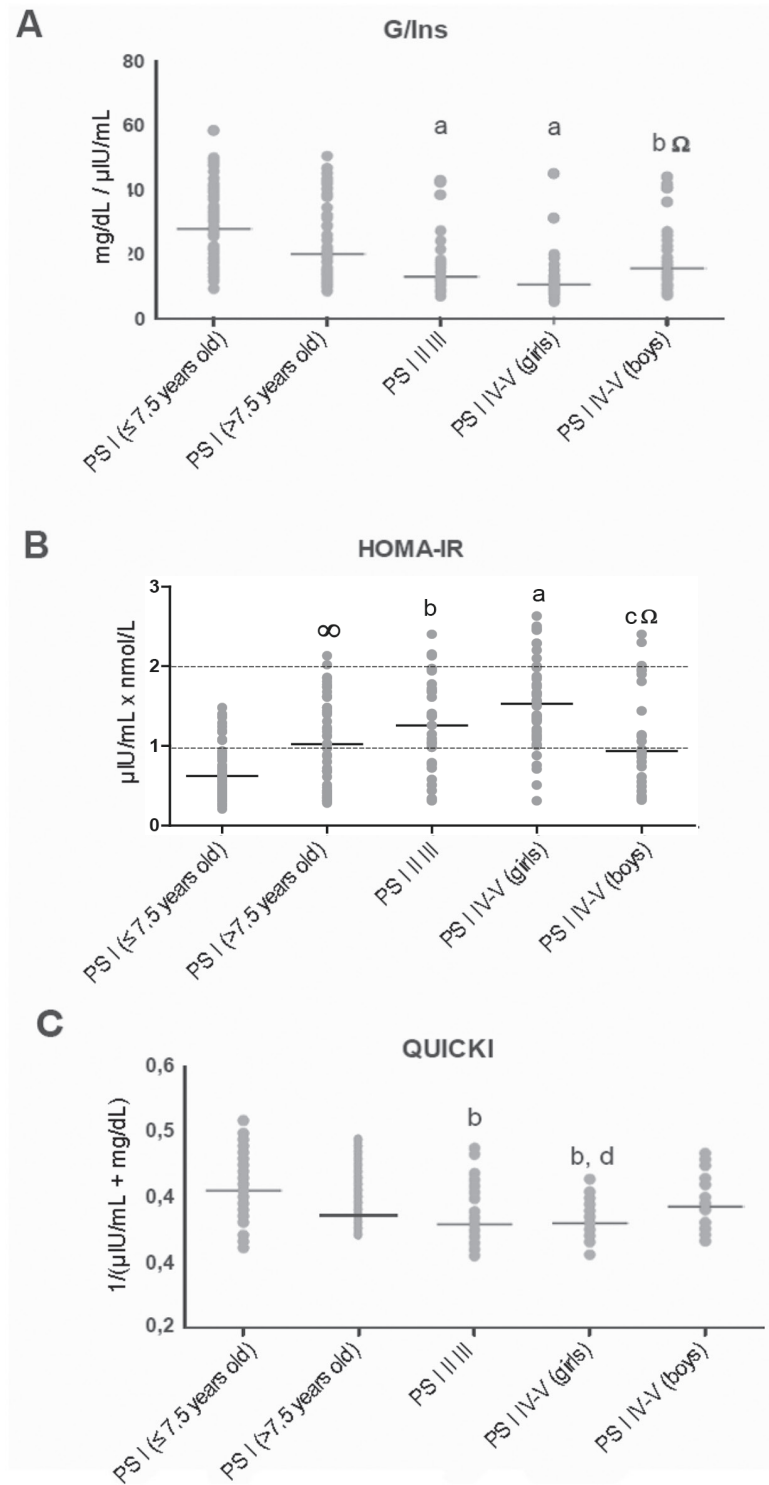 A
G/Ins
mg/dL / µIU/mL
80
60
40
20
0
a
a
b Ω
PS I (≤ 7,5 years old)
PS I (>7,5 years old)
PS I II III
PS I IV-V (girls)
PS I IV-V (boys)
B
HOMA-IR
µIU/mL x nmol/L
3
2
1
0
∞
b
a
c Ω
PS I (≤ 7,5 years old)
PS I (>7,5 years old)
PS I II III
PS I IV-V (girls)
PS I IV-V (boys)
C
QUICKI
1/(µIU/mL + mg/dL)
0,6
0,5
0,4
0,4
0,2
b
b, d
PS I (≤ 7,5 years old)
PS I (>7,5 years old)
PS I II III
PS I IV-V (girls)
PS I IV-V (boys)